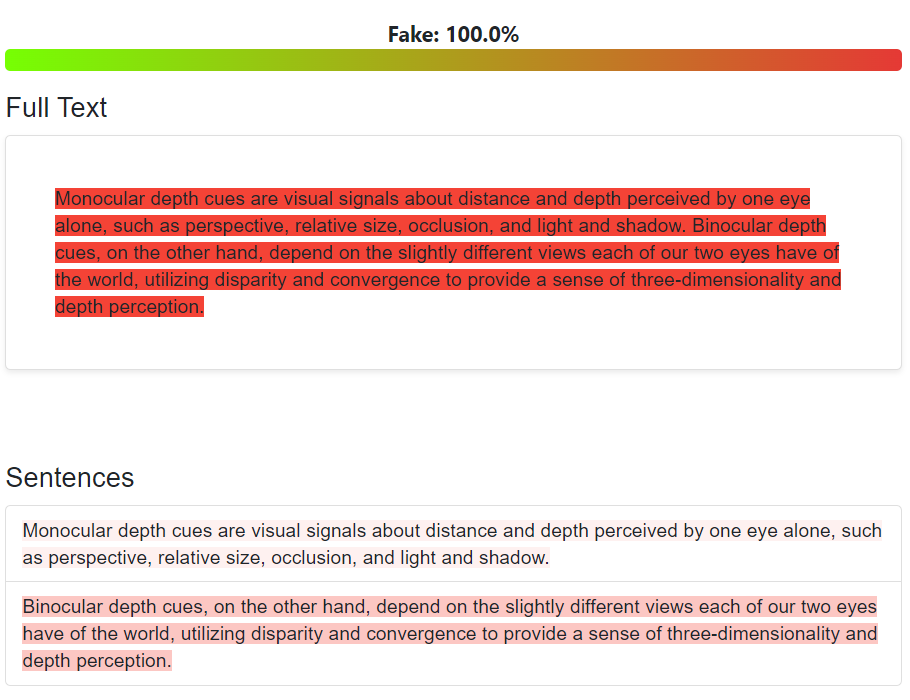 Fake: 100.0%
Full Text
Monocular depth cues are visual signals about distance and depth perceived by one eye
alone, such as perspective, relative size, occlusion, and light and shadow. Binocular depth
cues, on the other hand, depend on the slightly different views each of our two eyes have of
the world, utilizing disparity and convergence to provide a sense of three-dimensionality and
depth perception.
Sentences
Monocular depth cues are visual signals about distance and depth perceived by one eye alone, such
as perspective, relative size, occlusion, and light and shadow.
Binocular depth cues, on the other hand, depend on the slightly different views each of our two eyes
have of the world, utilizing disparity and convergence to provide a sense of three-dimensionality and
depth perception.